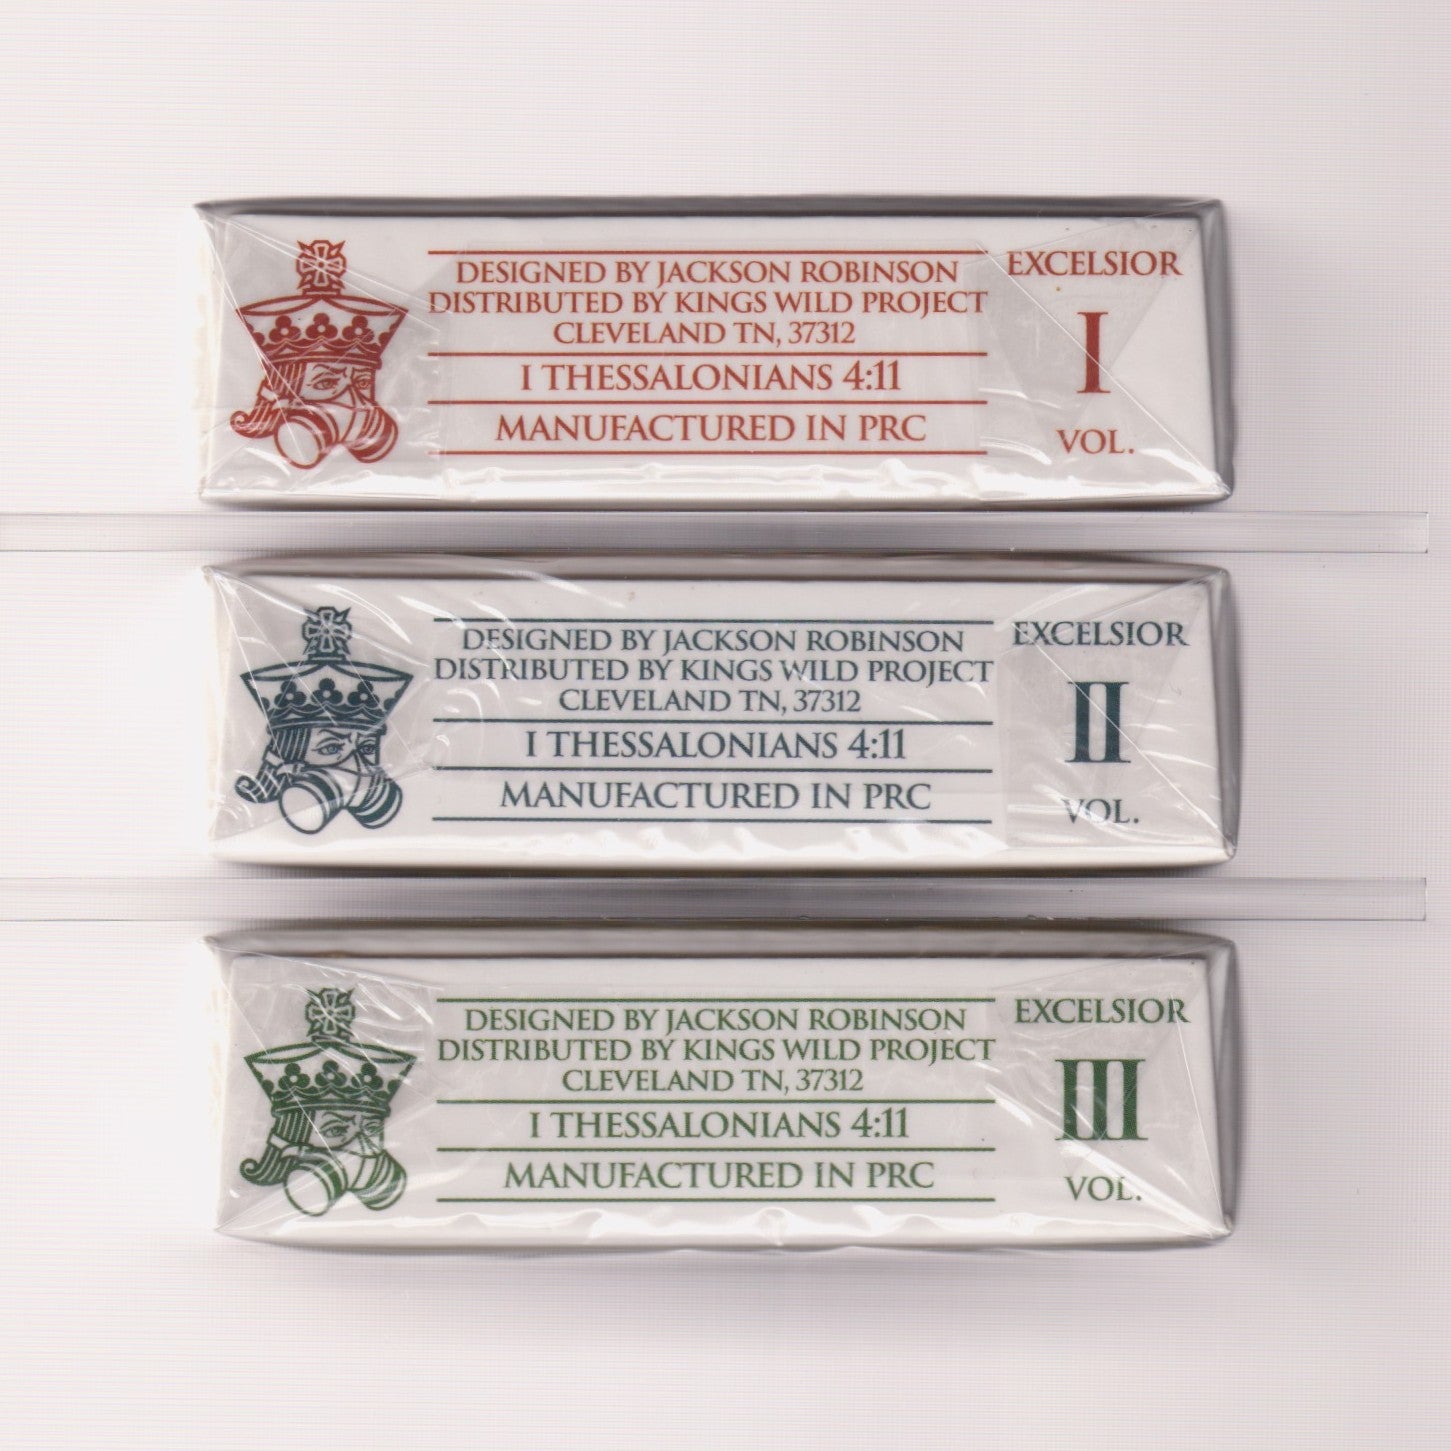 DESIGNED BY JACKSON ROBINSON
DISTRIBUTED BY KINGS WILD PROJECT
CLEVELAND TN, 37312
I THESSALONIANS 4:11
MANUFACTURED IN PRC
EXCELSIOR
I
VOL.
DESIGNED BY JACKSON ROBINSON
DISTRIBUTED BY KINGS WILD PROJECT
CLEVELAND TN, 37312
I THESSALONIANS 4:11
MANUFACTURED IN PRC
EXCELSIOR
II
VOL.
DESIGNED BY JACKSON ROBINSON
DISTRIBUTED BY KINGS WILD PROJECT
CLEVELAND TN, 37312
I THESSALONIANS 4:11
MANUFACTURED IN PRC
EXCELSIOR
III
VOL.